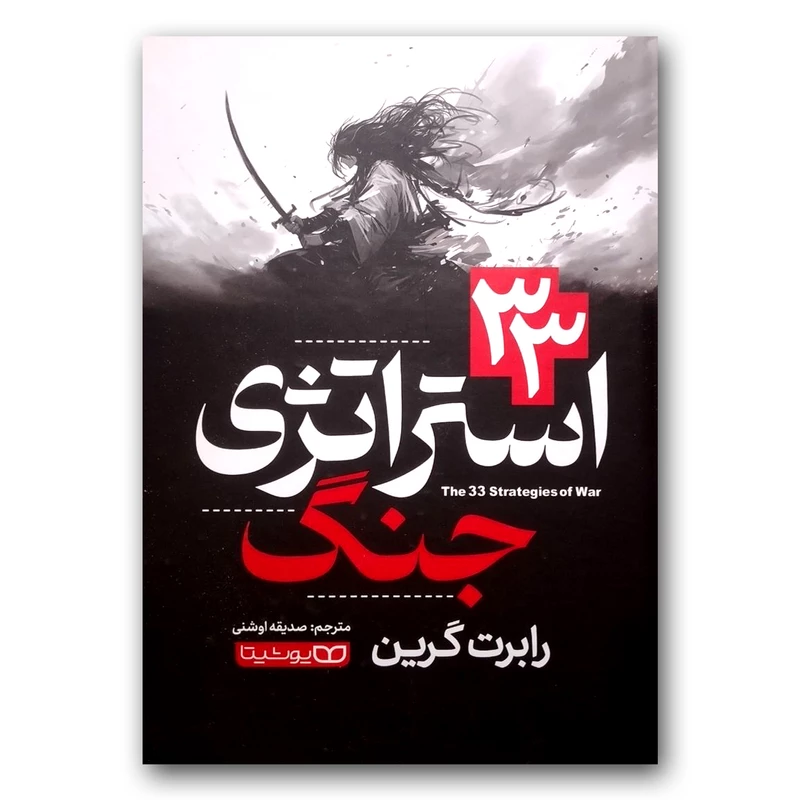 ۳۳
استراتژی
The 33 Strategies of War
جنگ
رابرت گرین
مترجم: صدیقه اوشنی
یوشیتا